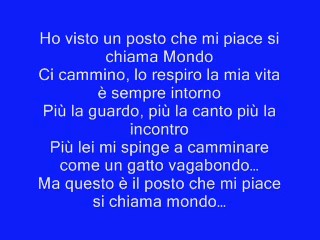 Ho visto un posto che mi piace si
chiama Mondo
Ci cammino, lo respiro la mia vita
è sempre intorno
Più la guardo, più la canto più la
incontro
Più lei mi spinge a camminare
come un gatto vagabondo...
Ma questo è il posto che mi piace
si chiama mondo...